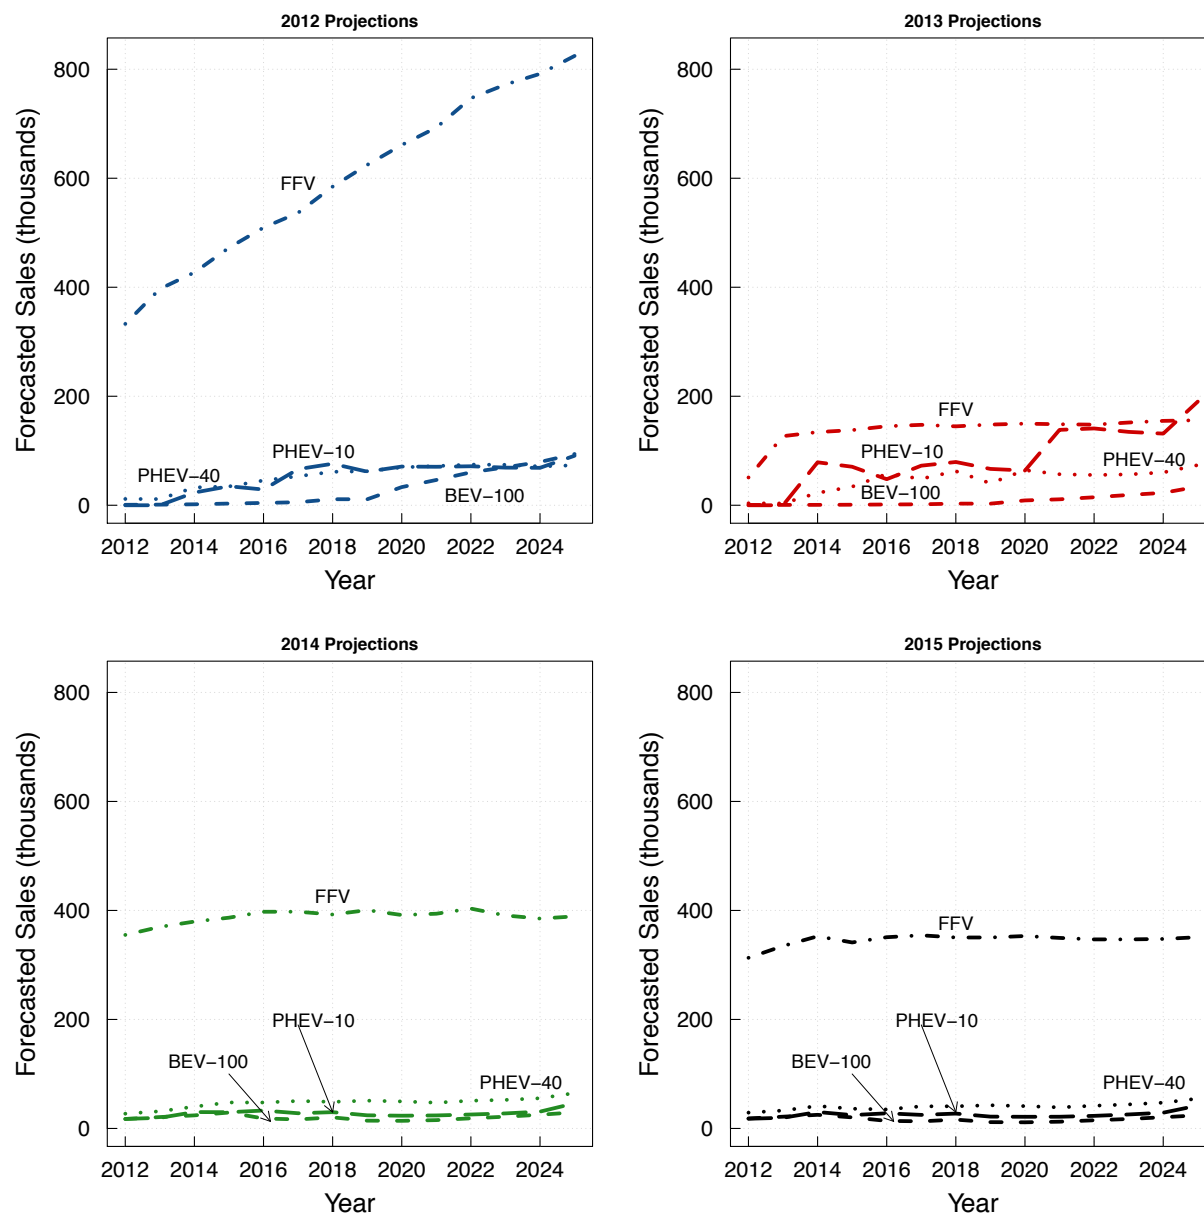 2012 Projections
Forecasted Sales (thousands)
800
600
400
200
0
FFV
PHEV−10
PHEV−40
BEV−100
2012 2014 2016 2018 2020 2022 2024
Year
2013 Projections
Forecasted Sales (thousands)
800
600
400
200
0
FFV
PHEV−10
PHEV−40
BEV−100
2012 2014 2016 2018 2020 2022 2024
Year
2014 Projections
Forecasted Sales (thousands)
800
600
400
200
0
FFV
PHEV−10
BEV−100
PHEV−40
2012 2014 2016 2018 2020 2022 2024
Year
2015 Projections
Forecasted Sales (thousands)
800
600
400
200
0
FFV
PHEV−10
BEV−100
PHEV−40
2012 2014 2016 2018 2020 2022 2024
Year